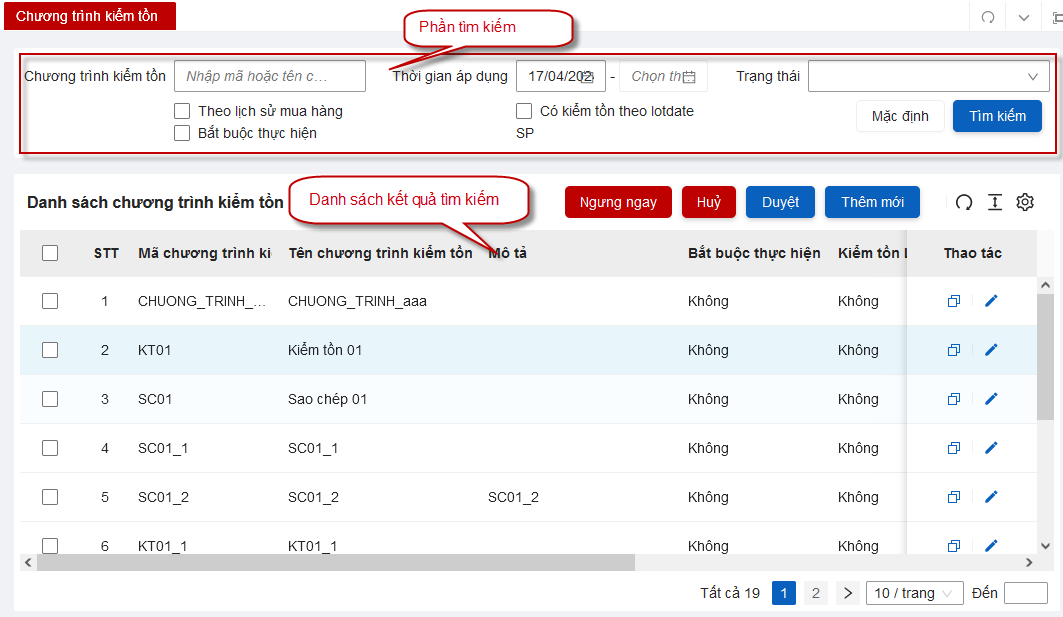 Chương trình kiểm tồn
Phần tìm kiếm
Chương trình kiểm tồn Nhập mã hoặc tên c… Thời gian áp dụng 17/04/202 - Chọn th Trạng thái
Theo lịch sử mua hàng Có kiểm tồn theo lotdate Mặc định Tìm kiếm
Bắt buộc thực hiện SP
Danh sách chương trình kiểm tồn Danh sách kết quả tìm kiếm Ngưng ngay Huỷ Duyệt Thêm mới
STT Mã chương trình ki Tên chương trình kiểm tồn Mô tả Bắt buộc thực hiện Kiểm tồn Thao tác
1 CHUONG_TRINH_... CHUONG_TRINH_aaa Không Không
2 KT01 Kiểm tồn 01 Không Không
3 SC01 Sao chép 01 Không Không
4 SC01_1 SC01_1 Không Không
5 SC01_2 SC01_2 SC01_2 Không Không
6 KT01_1 KT01_1 Không Không
Tất cả 19 1 2 10 / trang Đến